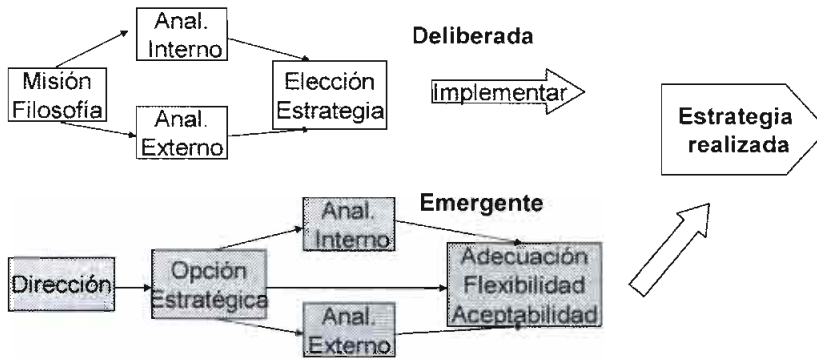 Anal.
Interno
Deliberada
Misión
Filosofía
Elección
Estrategia
Implementar
Anal.
Externo
Estrategia
realizada
Anal.
Interno
Emergente
Dirección
Opción
Estratégica
Adecuación
Flexibilidad
Aceptabilidad
Anal.
Externo